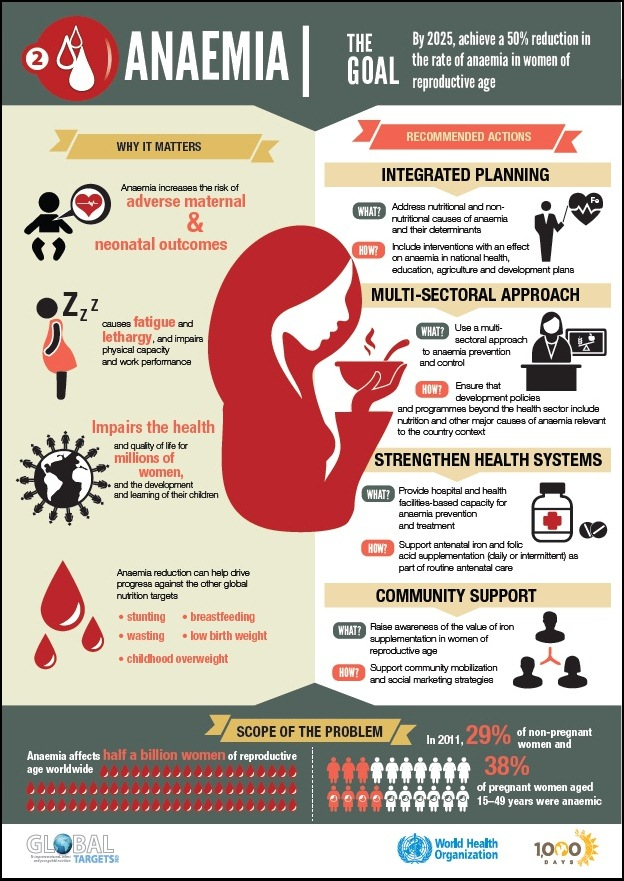 2
ANAEMIA
THE
GOAL
By 2025, achieve a 50% reduction in
the rate of anaemia in women of
reproductive age
WHY IT MATTERS
Anaemia increases the risk of
adverse maternal
&
neonatal outcomes
Z Z Z
causes fatigue and
lethargy, and impairs
physical capacity
and work performance
Impairs the health
and quality of life for
millions of
women,
and the development
and learning of their children
Anaemia reduction can help drive
progress against the other global
nutrition targets
• stunting • breastfeeding
• wasting • low birth weight
• childhood overweight
RECOMMENDED ACTIONS
INTEGRATED PLANNING
WHAT? Address nutritional and non-
nutritional causes of anaemia
and their determinants
Fe
HOW? Include interventions with an effect
on anaemia in national health,
education, agriculture and development plans
MULTI-SECTORAL APPROACH
WHAT? Use a multi-
sectoral approach
to anaemia prevention
and control
HOW? Ensure that
development policies
and programmes beyond the health sector include
nutrition and other major causes of anaemia relevant
to the country context
STRENGTHEN HEALTH SYSTEMS
WHAT? Provide hospital and health
facilities-based capacity for
anaemia prevention
and treatment
HOW? Support antenatal iron and folic
acid supplementation (daily or intermittent) as
part of routine antenatal care
COMMUNITY SUPPORT
WHAT? Raise awareness of the value of iron
supplementation in women of
reproductive age
HOW? Support community mobilization
and social marketing strategies
SCOPE OF THE PROBLEM
Anaemia affects half a billion women of reproductive
age worldwide
In 2011, 29% of non-pregnant
women and
38%
of pregnant women aged
15–49 years were anaemic
GLOBAL
TARGETS
World Health
Organization
1,000
DAYS